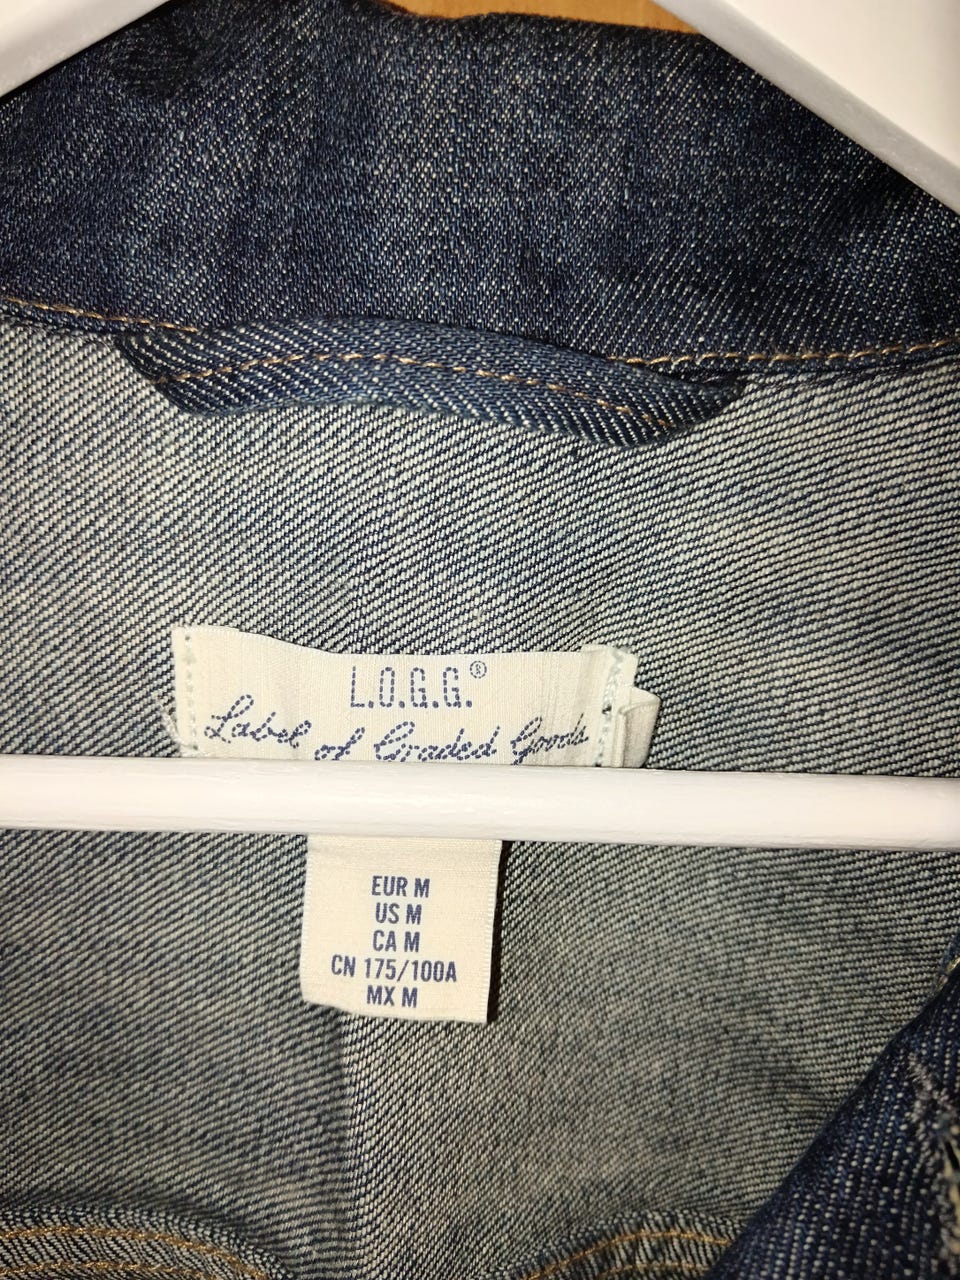 L.O.G.G.®
Label of Graded Goods
EUR M
US M
CA M
CN 175/100A
MX M